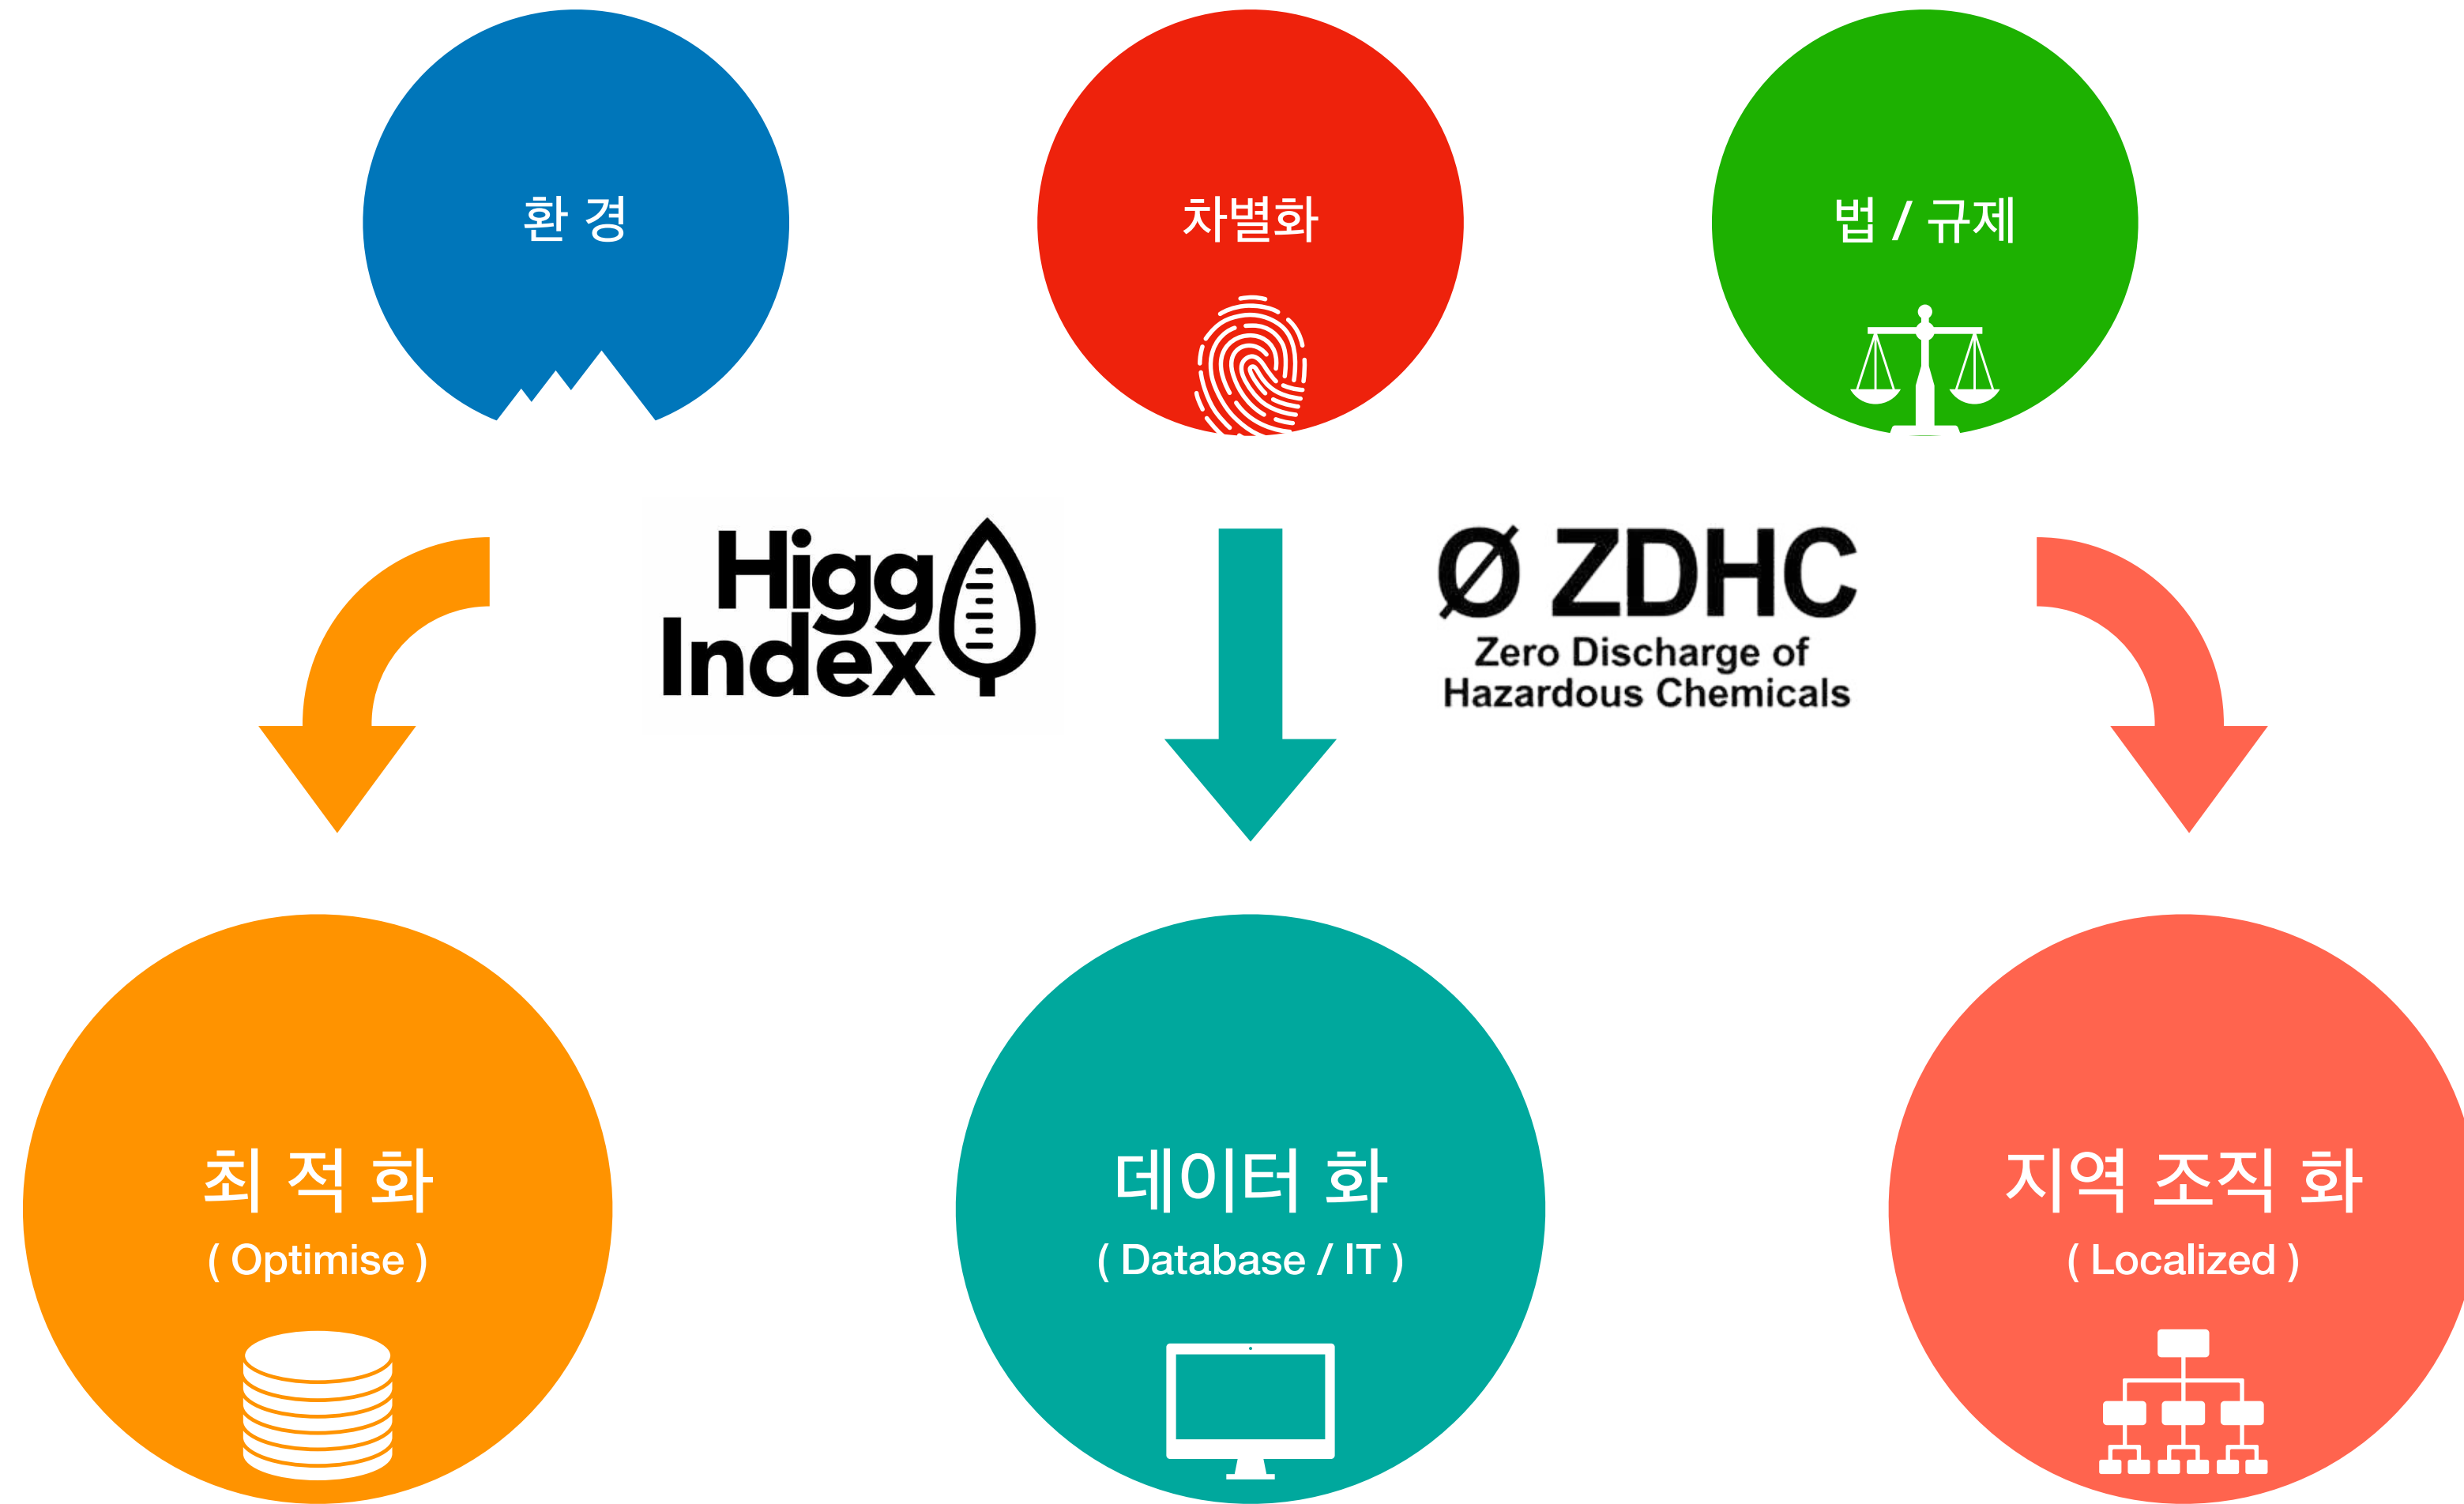 환 경
차별화
법 / 규제
Higg
Index
Ø ZDHC
Zero Discharge of
Hazardous Chemicals
최 적 화
( Optimise )
데이터 화
( Database / IT )
지역 조직 화
( Localized )